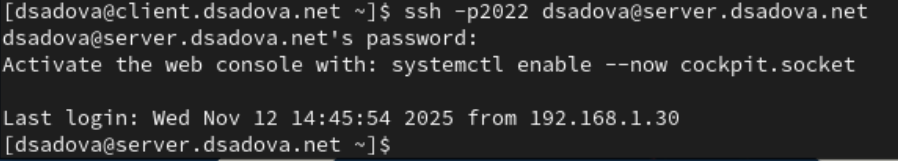 [dsadova@client.dsadova.net ~]$ ssh -p2022 dsadova@server.dsadova.net
dsadova@server.dsadova.net's password:
Activate the web console with: systemctl enable --now cockpit.socket
Last login: Wed Nov 12 14:45:54 2025 from 192.168.1.30
[dsadova@server.dsadova.net ~]$